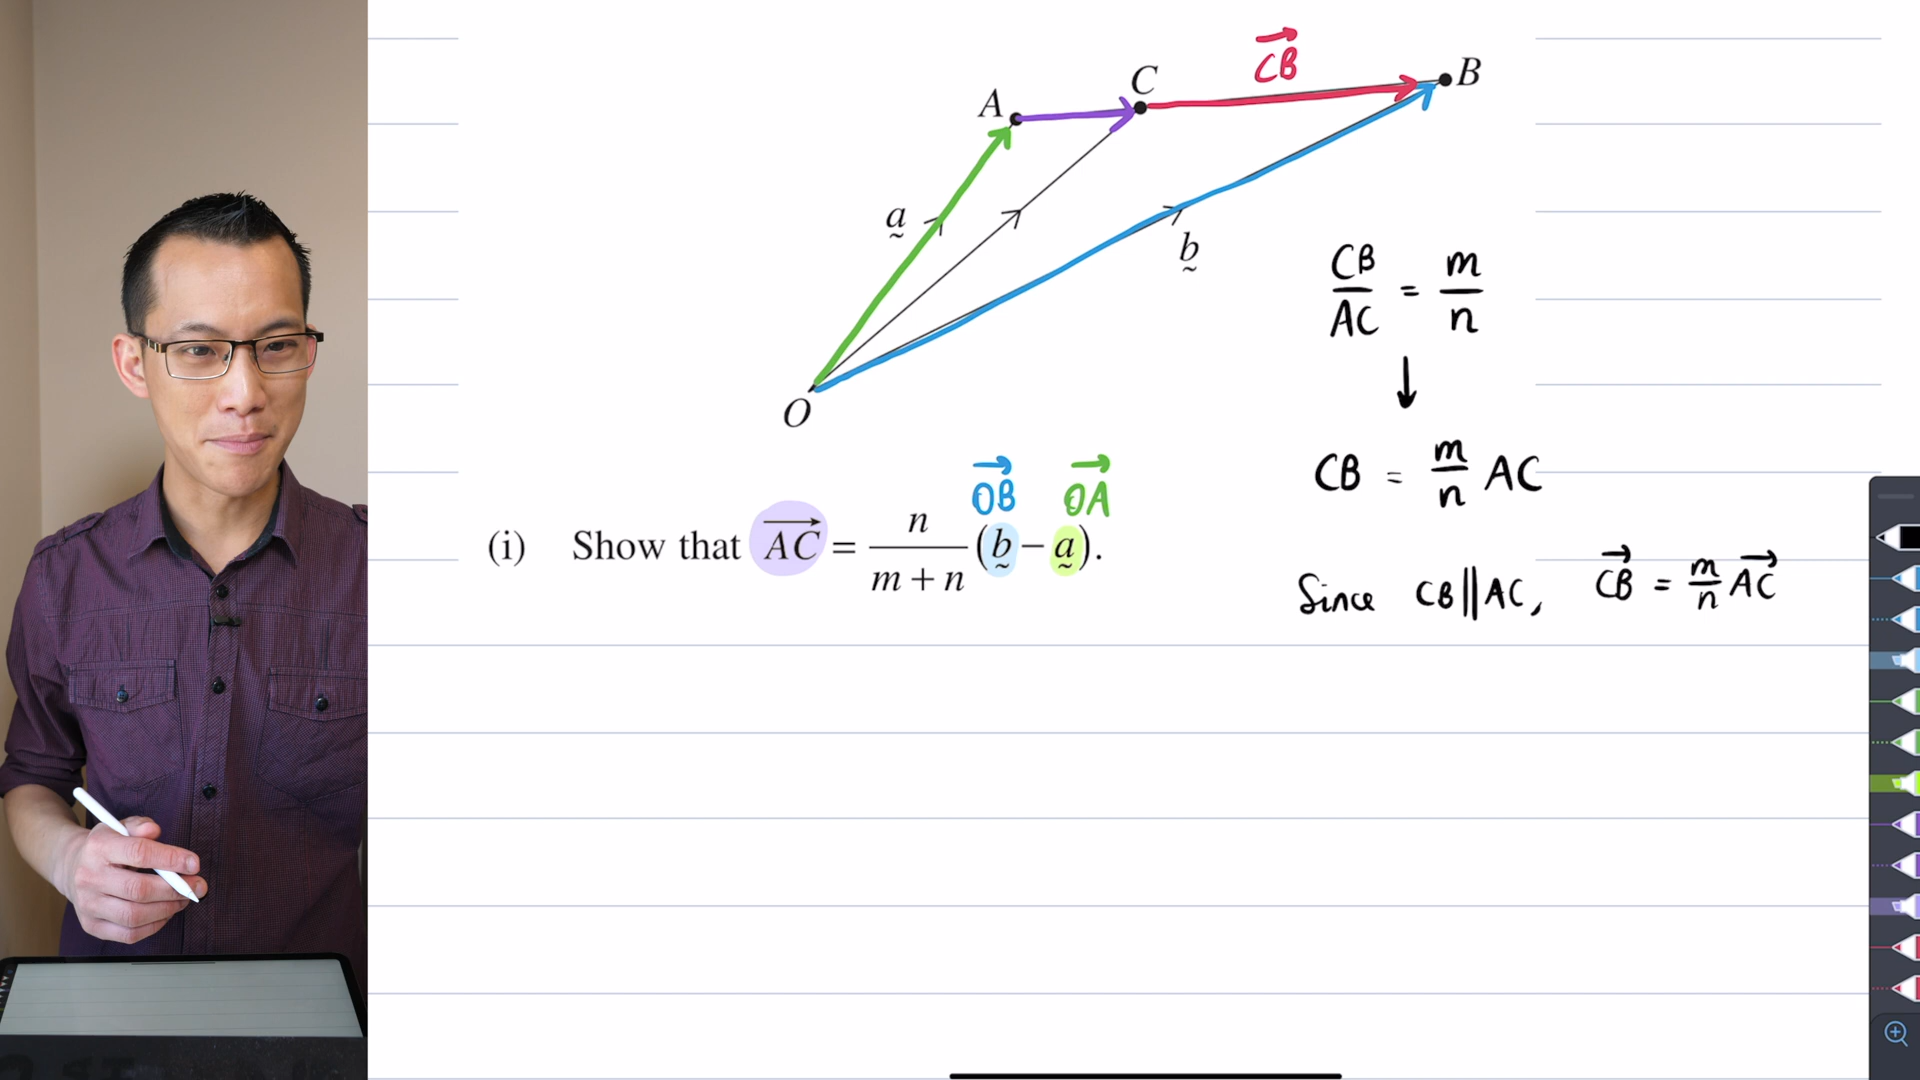 CB
A C B
a
b
O
CB/AC = m/n
↓
CB = m/n AC
OB OA
(i) Show that AC = n/(m + n) (b − a).
Since CB || AC, CB = m/n AC